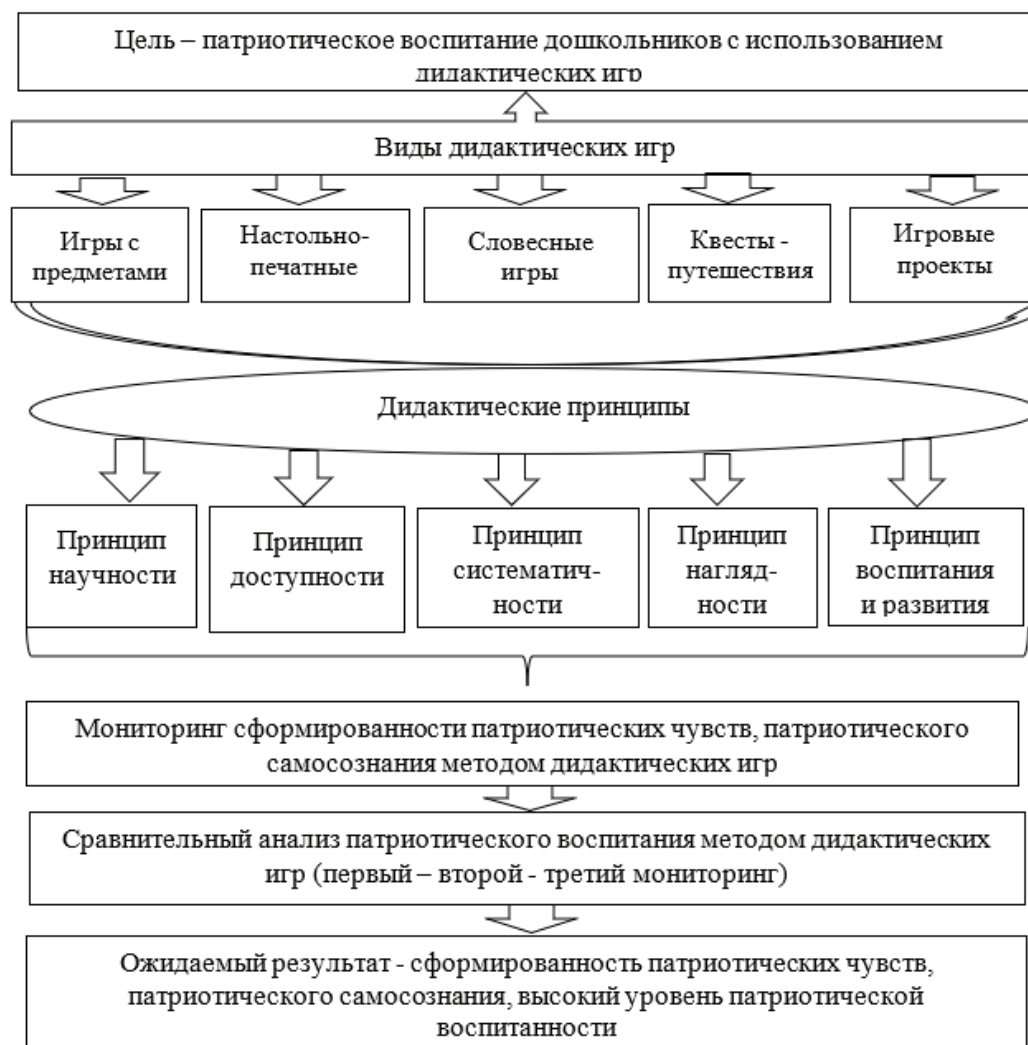 Цель – патриотическое воспитание дошкольников с использованием
дидактических игр
Виды дидактических игр
Игры с
предметами
Настольно-
печатные
Словесные
игры
Квесты -
путешествия
Игровые
проекты
Дидактические принципы
Принцип
научности
Принцип
доступности
Принцип
систематич-
ности
Принцип
нагляд-
ности
Принцип
воспитания
и развития
Мониторинг сформированности патриотических чувств, патриотического
самосознания методом дидактических игр
Сравнительный анализ патриотического воспитания методом дидактических
игр (первый – второй - третий мониторинг)
Ожидаемый результат - сформированность патриотических чувств,
патриотического самосознания, высокий уровень патриотической
воспитанности